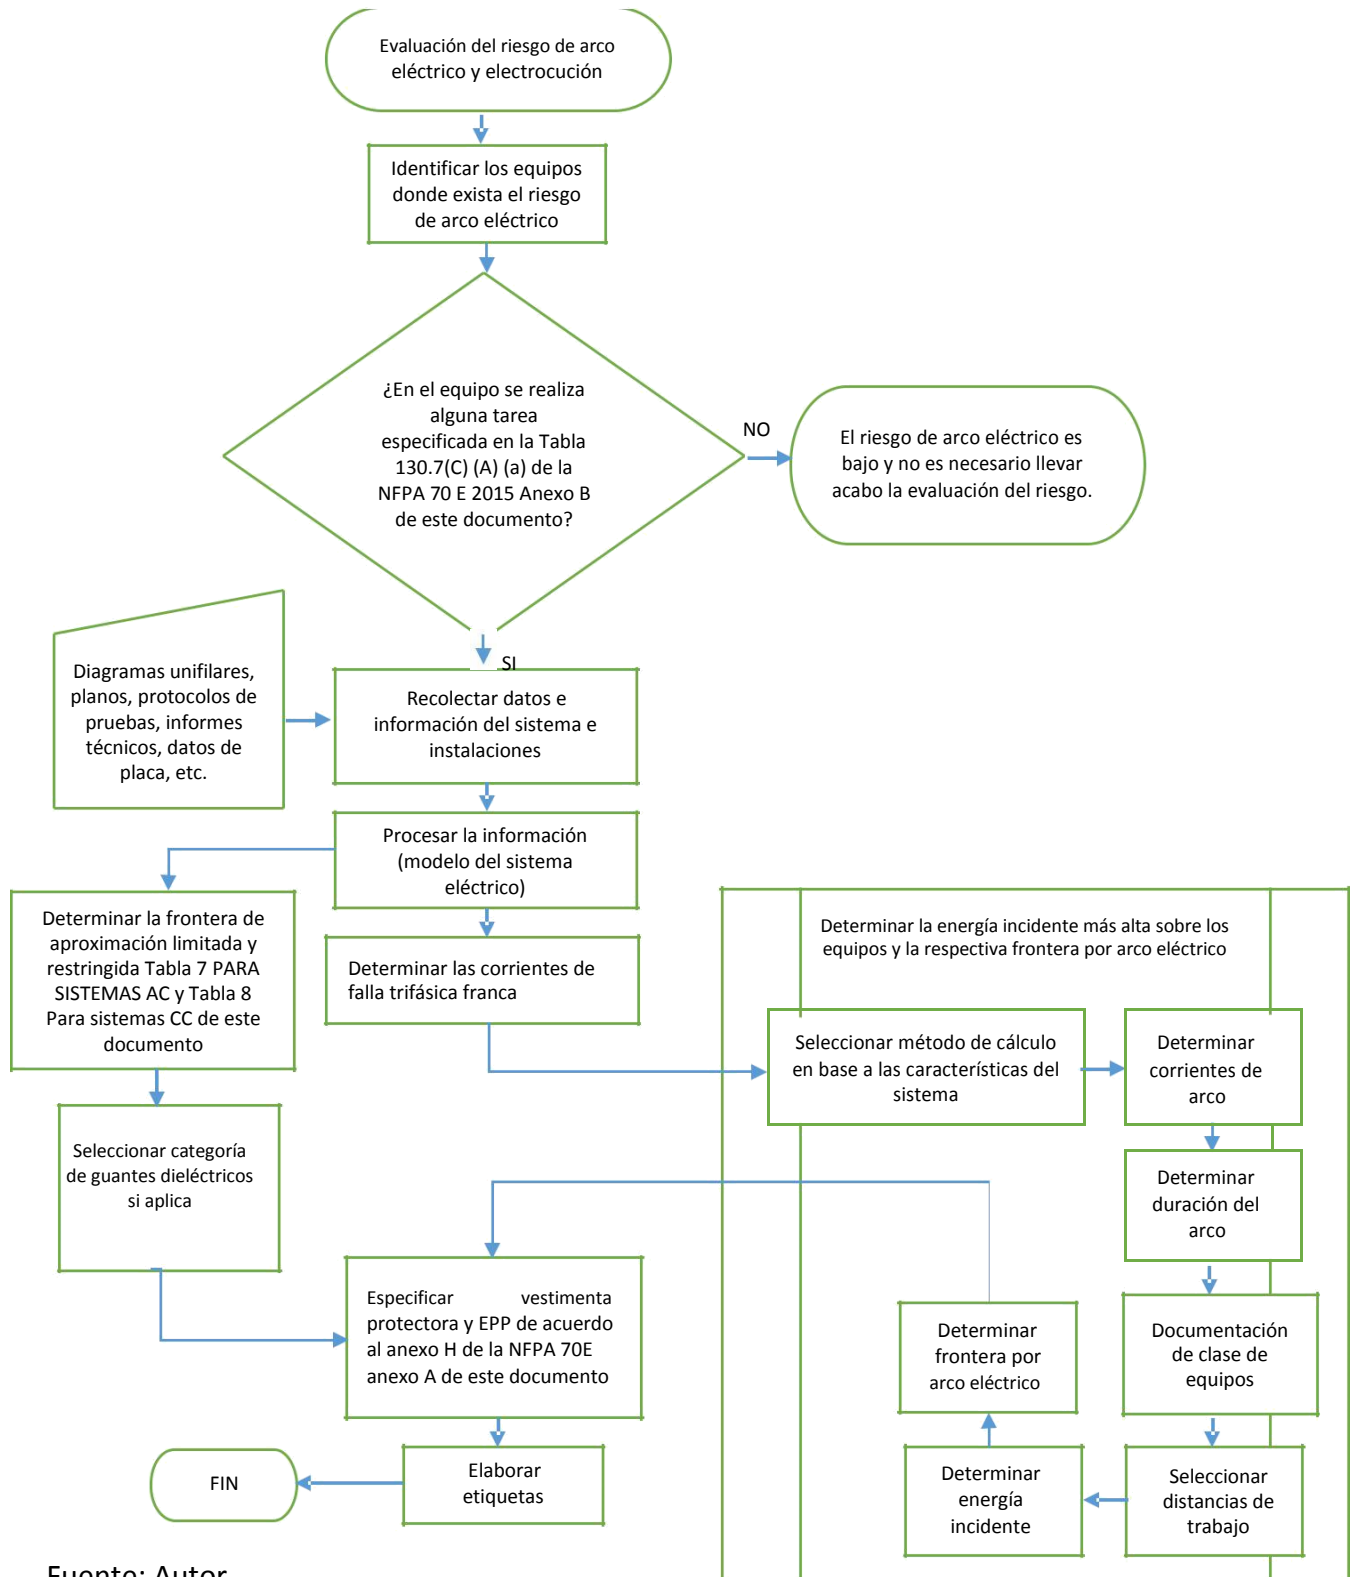 Evaluación del riesgo de arco
eléctrico y electrocución
Identificar los equipos
donde exista el riesgo
de arco eléctrico
¿En el equipo se realiza
alguna tarea
especificada en la Tabla
130.7(C) (A) (a) de la
NFPA 70 E 2015 Anexo B
de este documento?
NO
El riesgo de arco eléctrico es
bajo y no es necesario llevar
acabo la evaluación del riesgo.
SI
Diagramas unifilares,
planos, protocolos de
pruebas, informes
técnicos, datos de
placa, etc.
Recolectar datos e
información del sistema e
instalaciones
Procesar la información
(modelo del sistema
eléctrico)
Determinar la frontera de
aproximación limitada y
restringida Tabla 7 PARA
SISTEMAS AC y Tabla 8
Para sistemas CC de este
documento
Determinar las corrientes de
falla trifásica franca
Determinar la energía incidente más alta sobre los
equipos y la respectiva frontera por arco eléctrico
Seleccionar método de cálculo
en base a las características del
sistema
Determinar
corrientes de
arco
Seleccionar categoría
de guantes dieléctricos
si aplica
Determinar
duración del
arco
Especificar vestimenta
protectora y EPP de acuerdo
al anexo H de la NFPA 70E
anexo A de este documento
Determinar
frontera por
arco eléctrico
Documentación
de clase de
equipos
FIN
Elaborar
etiquetas
Determinar
energía
incidente
Seleccionar
distancias de
trabajo
Fuente: Autor